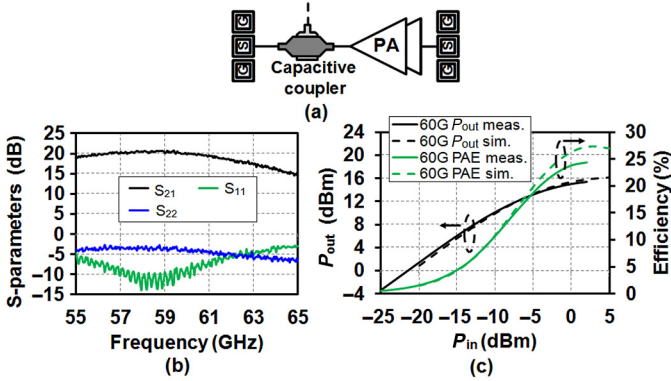 G S G
PA
G S G
Capacitive
coupler
(a)
S-parameters (dB)
25
20
15
10
5
0
−5
−10
−15
S21
S11
S22
55
57
59
61
63
65
Frequency (GHz)
(b)
60G Pout meas.
60G Pout sim.
60G PAE meas.
60G PAE sim.
Pout (dBm)
24
20
16
12
8
4
0
−4
Efficiency (%)
30
25
20
15
10
5
0
−25
−20
−15
−10
−5
0
5
Pin (dBm)
(c)